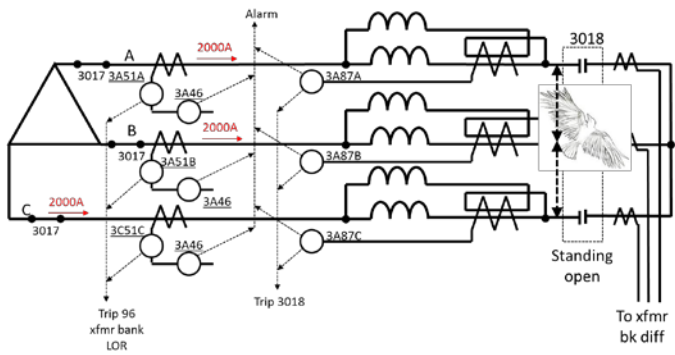 Alarm
2000A
3018
A
3017
3A51A
3A46
3A87A
B
2000A
3017
3A51B
3A46
3A87B
C
2000A
3017
3C51C
3A46
3A87C
Trip 96
xfmr bank
LOR
Trip 3018
Standing
open
To xfmr
bk diff